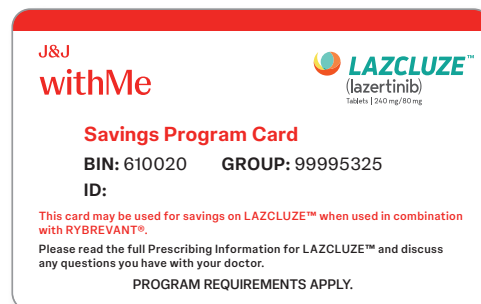 J&J
withMe
LAZCLUZE™
(lazertinib)
Tablets | 240 mg/80 mg
Savings Program Card
BIN: 610020 GROUP: 99995325
ID:
This card may be used for savings on LAZCLUZE™ when used in combination
with RYBREVANT®.
Please read the full Prescribing Information for LAZCLUZE™ and discuss
any questions you have with your doctor.
PROGRAM REQUIREMENTS APPLY.